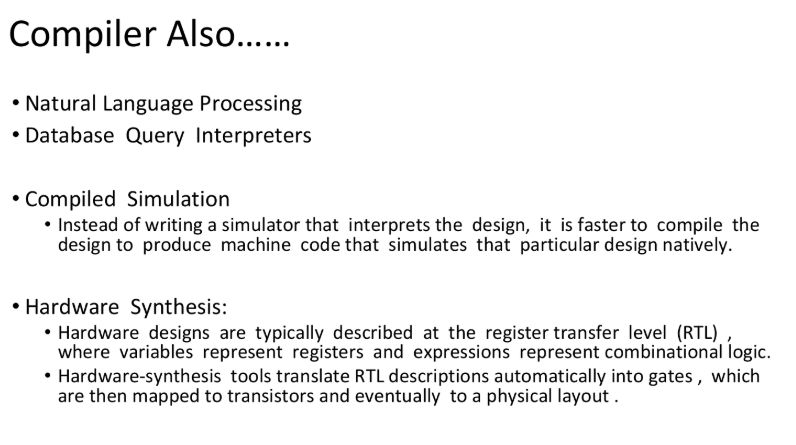 Compiler Also……
• Natural Language Processing
• Database Query Interpreters
• Compiled Simulation
• Instead of writing a simulator that interprets the design, it is faster to compile the
design to produce machine code that simulates that particular design natively.
• Hardware Synthesis:
• Hardware designs are typically described at the register transfer level (RTL) ,
where variables represent registers and expressions represent combinational logic.
• Hardware-synthesis tools translate RTL descriptions automatically into gates , which
are then mapped to transistors and eventually to a physical layout .